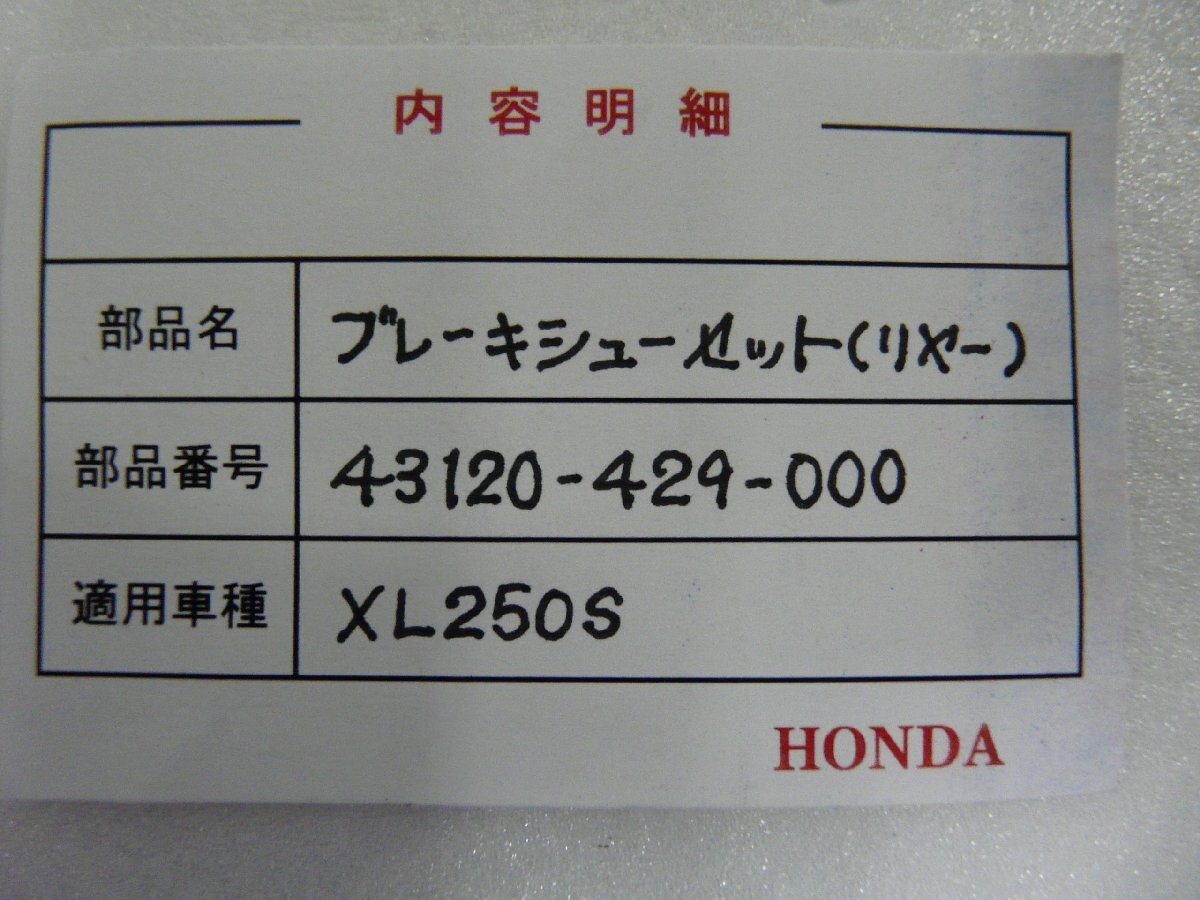 内容明細
部品名 ブレーキシューセット(リヤー)
部品番号 43120-429-000
適用車種 XL250S
HONDA